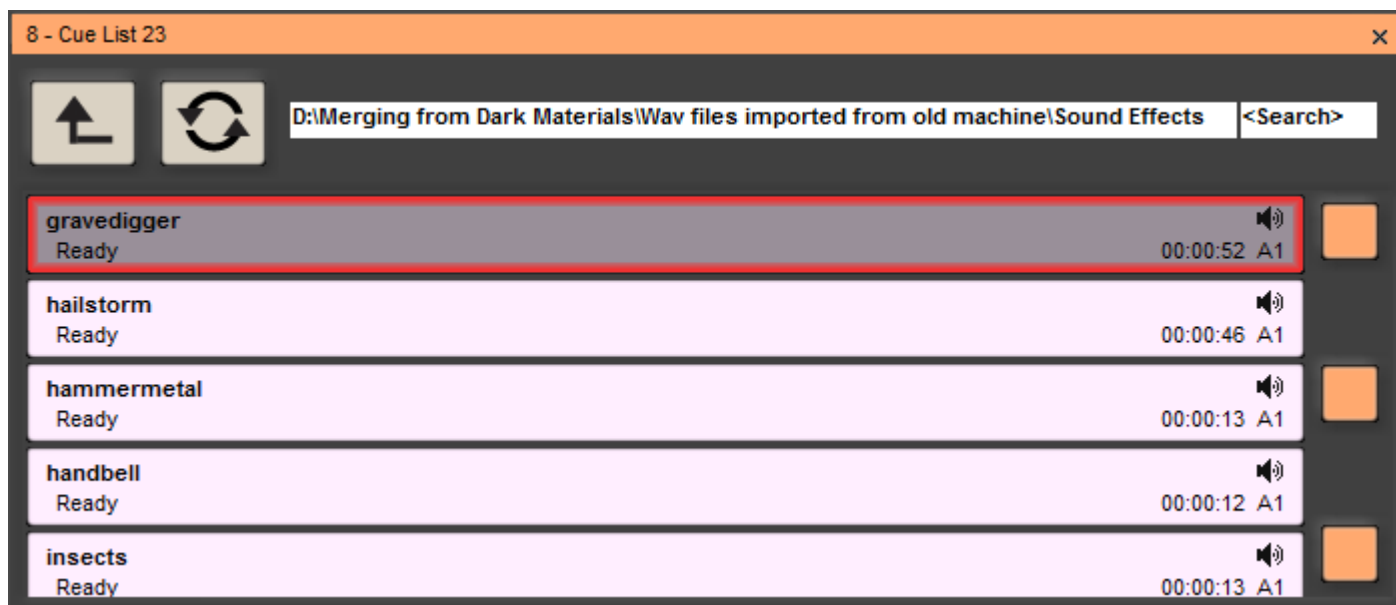 8 - Cue List 23
D:\Merging from Dark Materials\Wav files imported from old machine\Sound Effects <Search>
gravedigger
Ready 00:00:52 A1
hailstorm
Ready 00:00:46 A1
hammermetal
Ready 00:00:13 A1
handbell
Ready 00:00:12 A1
insects
Ready 00:00:13 A1